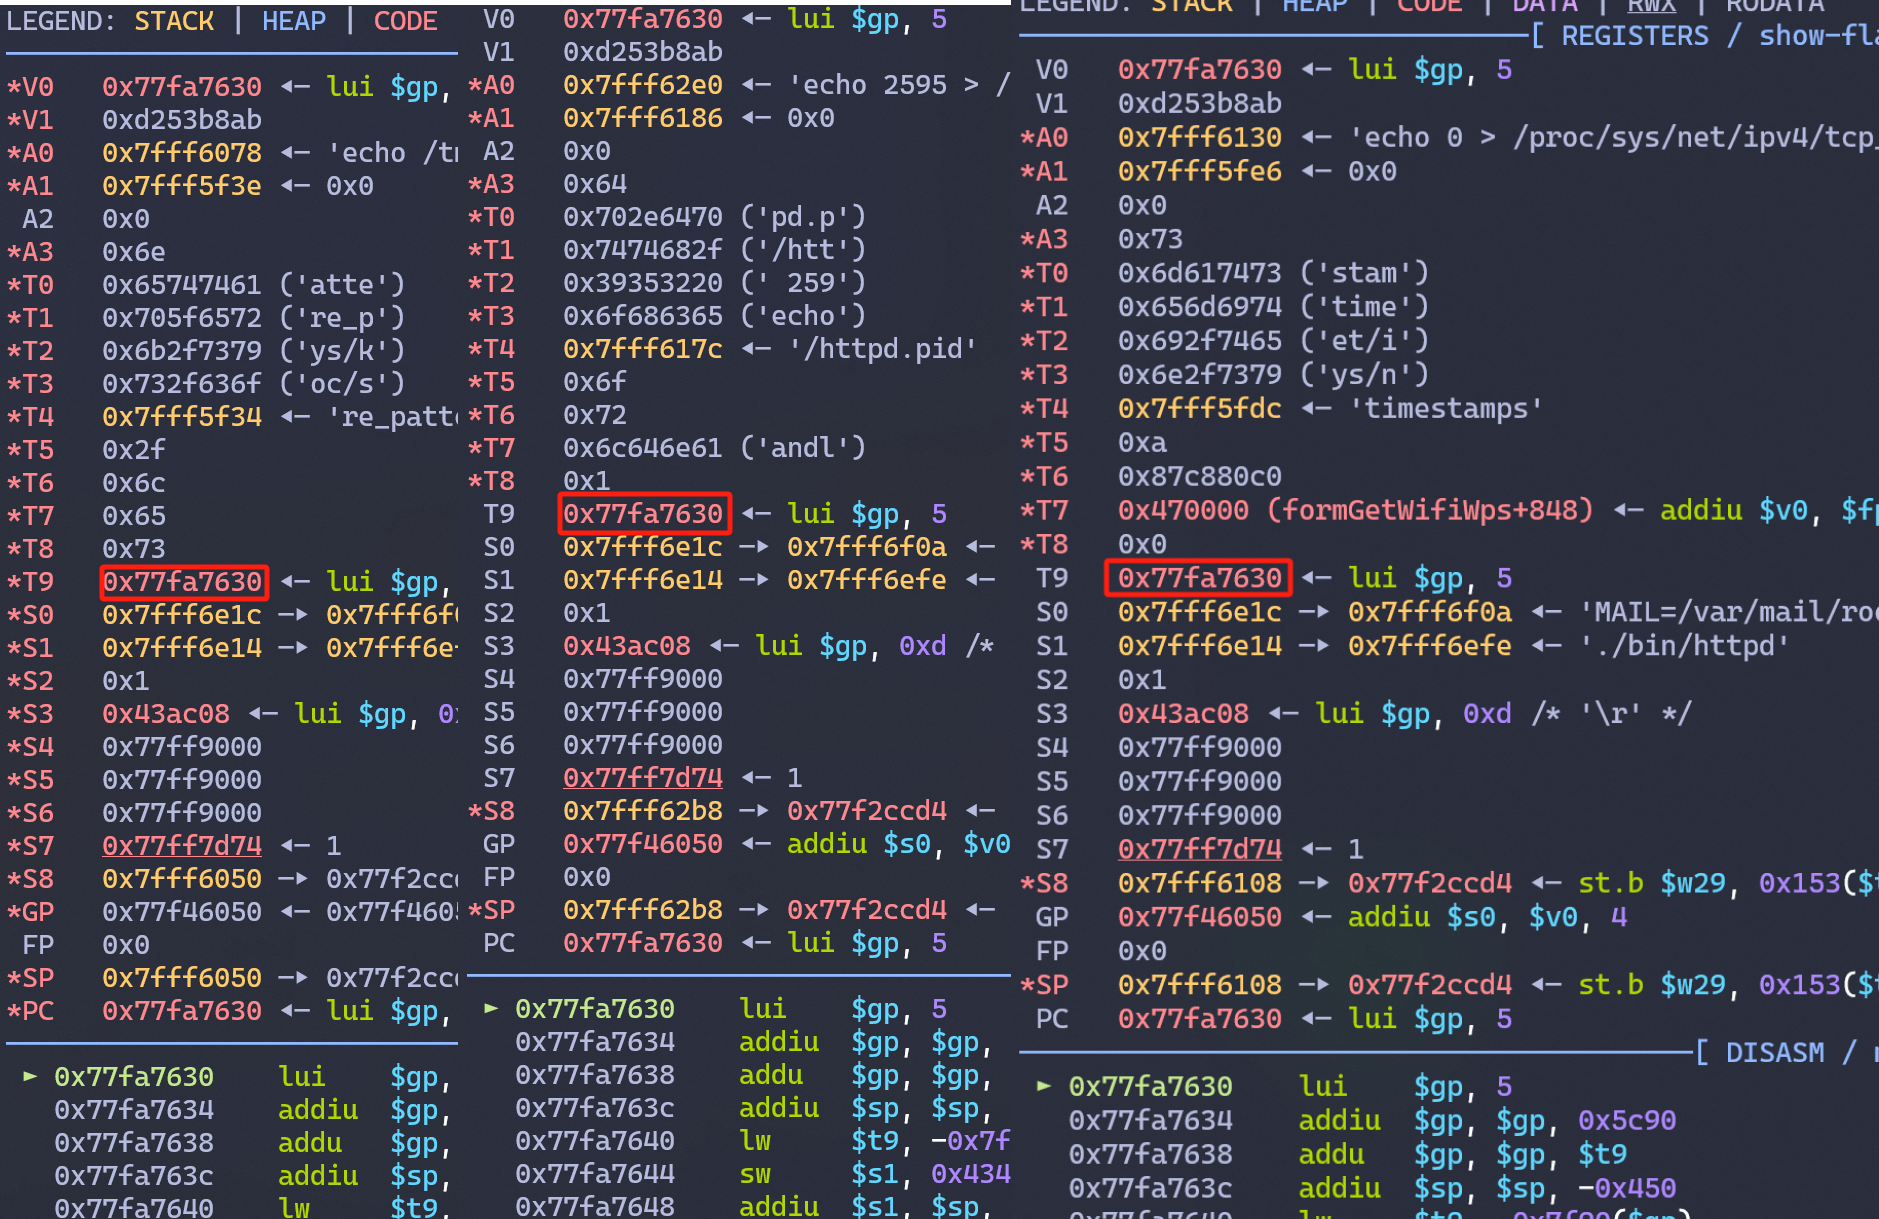 LEGEND: STACK | HEAP | CODE
*V0 0x77fa7630 ◂— lui $gp,
*V1 0xd253b8ab
*A0 0x7fff6078 ◂— 'echo /t
*A1 0x7fff5f3e ◂— 0x0
A2 0x0
*A3 0x6e
*T0 0x65747461 ('atte')
*T1 0x705f6572 ('re_p')
*T2 0x6b2f7379 ('ys/k')
*T3 0x732f636f ('oc/s')
*T4 0x7fff5f34 ◂— 're_patt
*T5 0x2f
*T6 0x6c
*T7 0x65
*T8 0x73
*T9 0x77fa7630 ◂— lui $gp,
*S0 0x7fff6e1c —▸ 0x7fff6f
*S1 0x7fff6e14 —▸ 0x7fff6e
*S2 0x1
*S3 0x43ac08 ◂— lui $gp, 0
*S4 0x77ff9000
*S5 0x77ff9000
*S6 0x77ff9000
*S7 0x77ff7d74 ◂— 1
*S8 0x7fff6050 —▸ 0x77f2cc
*GP 0x77f46050 ◂— 0x77f460
FP 0x0
*SP 0x7fff6050 —▸ 0x77f2cc
*PC 0x77fa7630 ◂— lui $gp,
► 0x77fa7630 lui $gp,
0x77fa7634 addiu $gp,
0x77fa7638 addu $gp,
0x77fa763c addiu $sp,
0x77fa7640 lw $t9,
V0 0x77fa7630 ◂— lui $gp, 5
V1 0xd253b8ab
*A0 0x7fff62e0 ◂— 'echo 2595 > /
*A1 0x7fff6186 ◂— 0x0
A2 0x0
*A3 0x64
*T0 0x702e6470 ('pd.p')
*T1 0x7474682f ('/htt')
*T2 0x39353220 (' 259')
*T3 0x6f686365 ('echo')
*T4 0x7fff617c ◂— '/httpd.pid'
*T5 0x6f
*T6 0x72
*T7 0x6c646e61 ('andl')
*T8 0x1
T9 0x77fa7630 ◂— lui $gp, 5
S0 0x7fff6e1c —▸ 0x7fff6f0a ◂—
S1 0x7fff6e14 —▸ 0x7fff6efe ◂—
S2 0x1
S3 0x43ac08 ◂— lui $gp, 0xd /*
S4 0x77ff9000
S5 0x77ff9000
S6 0x77ff9000
S7 0x77ff7d74 ◂— 1
*S8 0x7fff62b8 —▸ 0x77f2ccd4 ◂—
GP 0x77f46050 ◂— addiu $s0, $v0
FP 0x0
*SP 0x7fff62b8 —▸ 0x77f2ccd4 ◂—
PC 0x77fa7630 ◂— lui $gp, 5
► 0x77fa7630 lui $gp, 5
0x77fa7634 addiu $gp, $gp,
0x77fa7638 addu $gp, $gp,
0x77fa763c addiu $sp, $sp,
0x77fa7640 lw $t9, -0x7f
0x77fa7644 sw $s1, 0x434
0x77fa7648 addiu $s1, $sp,
LEGEND: STACK | HEAP | CODE | DATA | RWX | RODATA
[ REGISTERS / show-fla
V0 0x77fa7630 ◂— lui $gp, 5
V1 0xd253b8ab
*A0 0x7fff6130 ◂— 'echo 0 > /proc/sys/net/ipv4/tcp_
*A1 0x7fff5fe6 ◂— 0x0
A2 0x0
*A3 0x73
*T0 0x6d617473 ('stam')
*T1 0x656d6974 ('time')
*T2 0x692f7465 ('et/i')
*T3 0x6e2f7379 ('ys/n')
*T4 0x7fff5fdc ◂— 'timestamps'
*T5 0xa
*T6 0x87c880c0
*T7 0x470000 (formGetWifiWps+848) ◂— addiu $v0, $fp
*T8 0x0
T9 0x77fa7630 ◂— lui $gp, 5
S0 0x7fff6e1c —▸ 0x7fff6f0a ◂— 'MAIL=/var/mail/roo
S1 0x7fff6e14 —▸ 0x7fff6efe ◂— './bin/httpd'
S2 0x1
S3 0x43ac08 ◂— lui $gp, 0xd /* '\r' */
S4 0x77ff9000
S5 0x77ff9000
S6 0x77ff9000
S7 0x77ff7d74 ◂— 1
*S8 0x7fff6108 —▸ 0x77f2ccd4 ◂— st.b $w29, 0x153($t
GP 0x77f46050 ◂— addiu $s0, $v0, 4
FP 0x0
*SP 0x7fff6108 —▸ 0x77f2ccd4 ◂— st.b $w29, 0x153($t
PC 0x77fa7630 ◂— lui $gp, 5
[ DISASM /
► 0x77fa7630 lui $gp, 5
0x77fa7634 addiu $gp, $gp, 0x5c90
0x77fa7638 addu $gp, $gp, $t9
0x77fa763c addiu $sp, $sp, -0x450